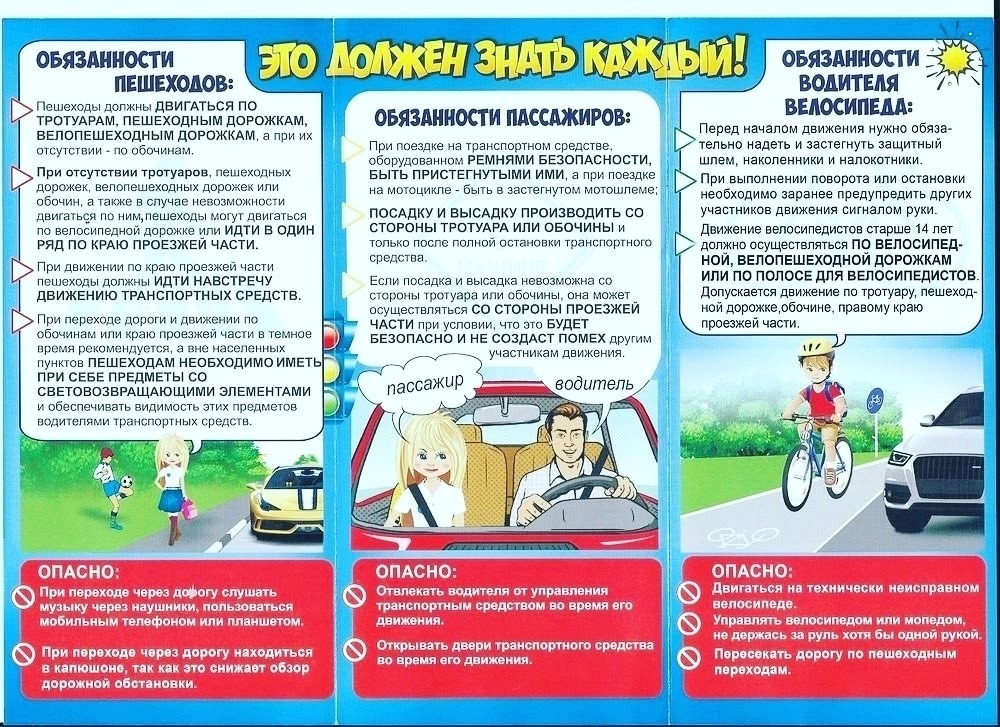 ЭТО ДОЛЖЕН ЗНАТЬ КАЖДЫЙ!
ОБЯЗАННОСТИ
ПЕШЕХОДОВ:
Пешеходы должны ДВИГАТЬСЯ ПО
ТРОТУАРАМ, ПЕШЕХОДНЫМ ДОРОЖКАМ,
ВЕЛОПЕШЕХОДНЫМ ДОРОЖКАМ, а при их
отсутствии - по обочинам.
При отсутствии тротуаров, пешеходных
дорожек, велопешеходных дорожек или
обочин, а также в случае невозможности
двигаться по ним, пешеходы могут двигаться
по велосипедной дорожке или ИДТИ В ОДИН
РЯД ПО КРАЮ ПРОЕЗЖЕЙ ЧАСТИ.
При движении по краю проезжей части
пешеходы должны ИДТИ НАВСТРЕЧУ
ДВИЖЕНИЮ ТРАНСПОРТНЫХ СРЕДСТВ.
При переходе дороги и движении по
обочинам или краю проезжей части в темное
время рекомендуется, а вне населенных
пунктов ПЕШЕХОДАМ НЕОБХОДИМО ИМЕТЬ
ПРИ СЕБЕ ПРЕДМЕТЫ СО
СВЕТОВОЗВРАЩАЮЩИМИ ЭЛЕМЕНТАМИ
и обеспечивать видимость этих предметов
водителями транспортных средств.
ОПАСНО:
При переходе через дорогу слушать
музыку через наушники, пользоваться
мобильным телефоном или планшетом.
При переходе через дорогу находиться
в капюшоне, так как это снижает обзор
дорожной обстановки.
ОБЯЗАННОСТИ ПАССАЖИРОВ:
При поездке на транспортном средстве,
оборудованном РЕМНЯМИ БЕЗОПАСНОСТИ,
БЫТЬ ПРИСТЕГНУТЫМИ ИМИ, а при поездке
на мотоцикле - быть в застегнутом мотошлеме;
ПОСАДКУ И ВЫСАДКУ ПРОИЗВОДИТЬ СО
СТОРОНЫ ТРОТУАРА ИЛИ ОБОЧИНЫ и
только после полной остановки транспортного
средства.
Если посадка и высадка невозможна со
стороны тротуара или обочины, она может
осуществляться СО СТОРОНЫ ПРОЕЗЖЕЙ
ЧАСТИ при условии, что это БУДЕТ
БЕЗОПАСНО И НЕ СОЗДАСТ ПОМЕХ другим
участникам движения.
пассажир
водитель
ОПАСНО:
Отвлекать водителя от управления
транспортным средством во время его
движения.
Открывать двери транспортного средства
во время его движения.
ОБЯЗАННОСТИ
ВОДИТЕЛЯ
ВЕЛОСИПЕДА:
Перед началом движения нужно обяза-
тельно надеть и застегнуть защитный
шлем, наколенники и налокотники.
При выполнении поворота или остановки
необходимо заранее предупредить других
участников движения сигналом руки.
Движение велосипедистов старше 14 лет
должно осуществляться ПО ВЕЛОСИПЕД-
НОЙ, ВЕЛОПЕШЕХОДНОЙ ДОРОЖКАМ
ИЛИ ПО ПОЛОСЕ ДЛЯ ВЕЛОСИПЕДИСТОВ.
Допускается движение по тротуару, пешеход-
ной дорожке,обочине, правому краю
проезжей части.
ОПАСНО:
Двигаться на технически неисправном
велосипеде.
Управлять велосипедом или мопедом,
не держась за руль хотя бы одной рукой.
Пересекать дорогу по пешеходным
переходам.